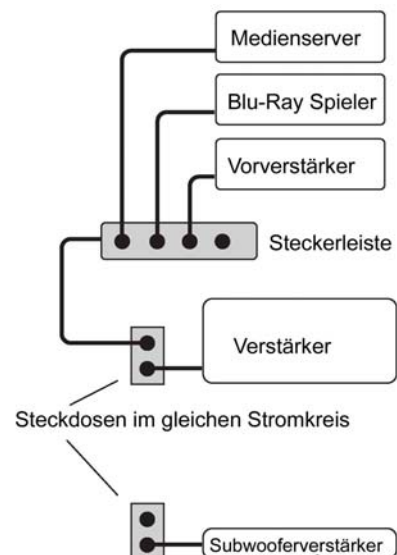 Medienserver
Blu-Ray Spieler
Vorverstärker
Steckerleiste
Verstärker
Steckdosen im gleichen Stromkreis
Subwooferverstärker